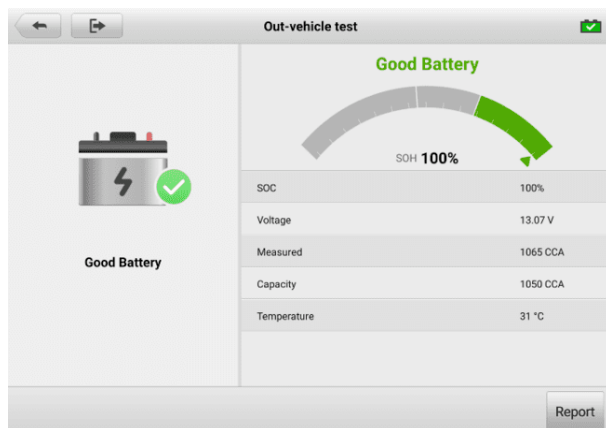 Out-vehicle test
Good Battery
SOH 100%
Good Battery
SOC 100%
Voltage 13.07 V
Measured 1065 CCA
Capacity 1050 CCA
Temperature 31 °C
Report